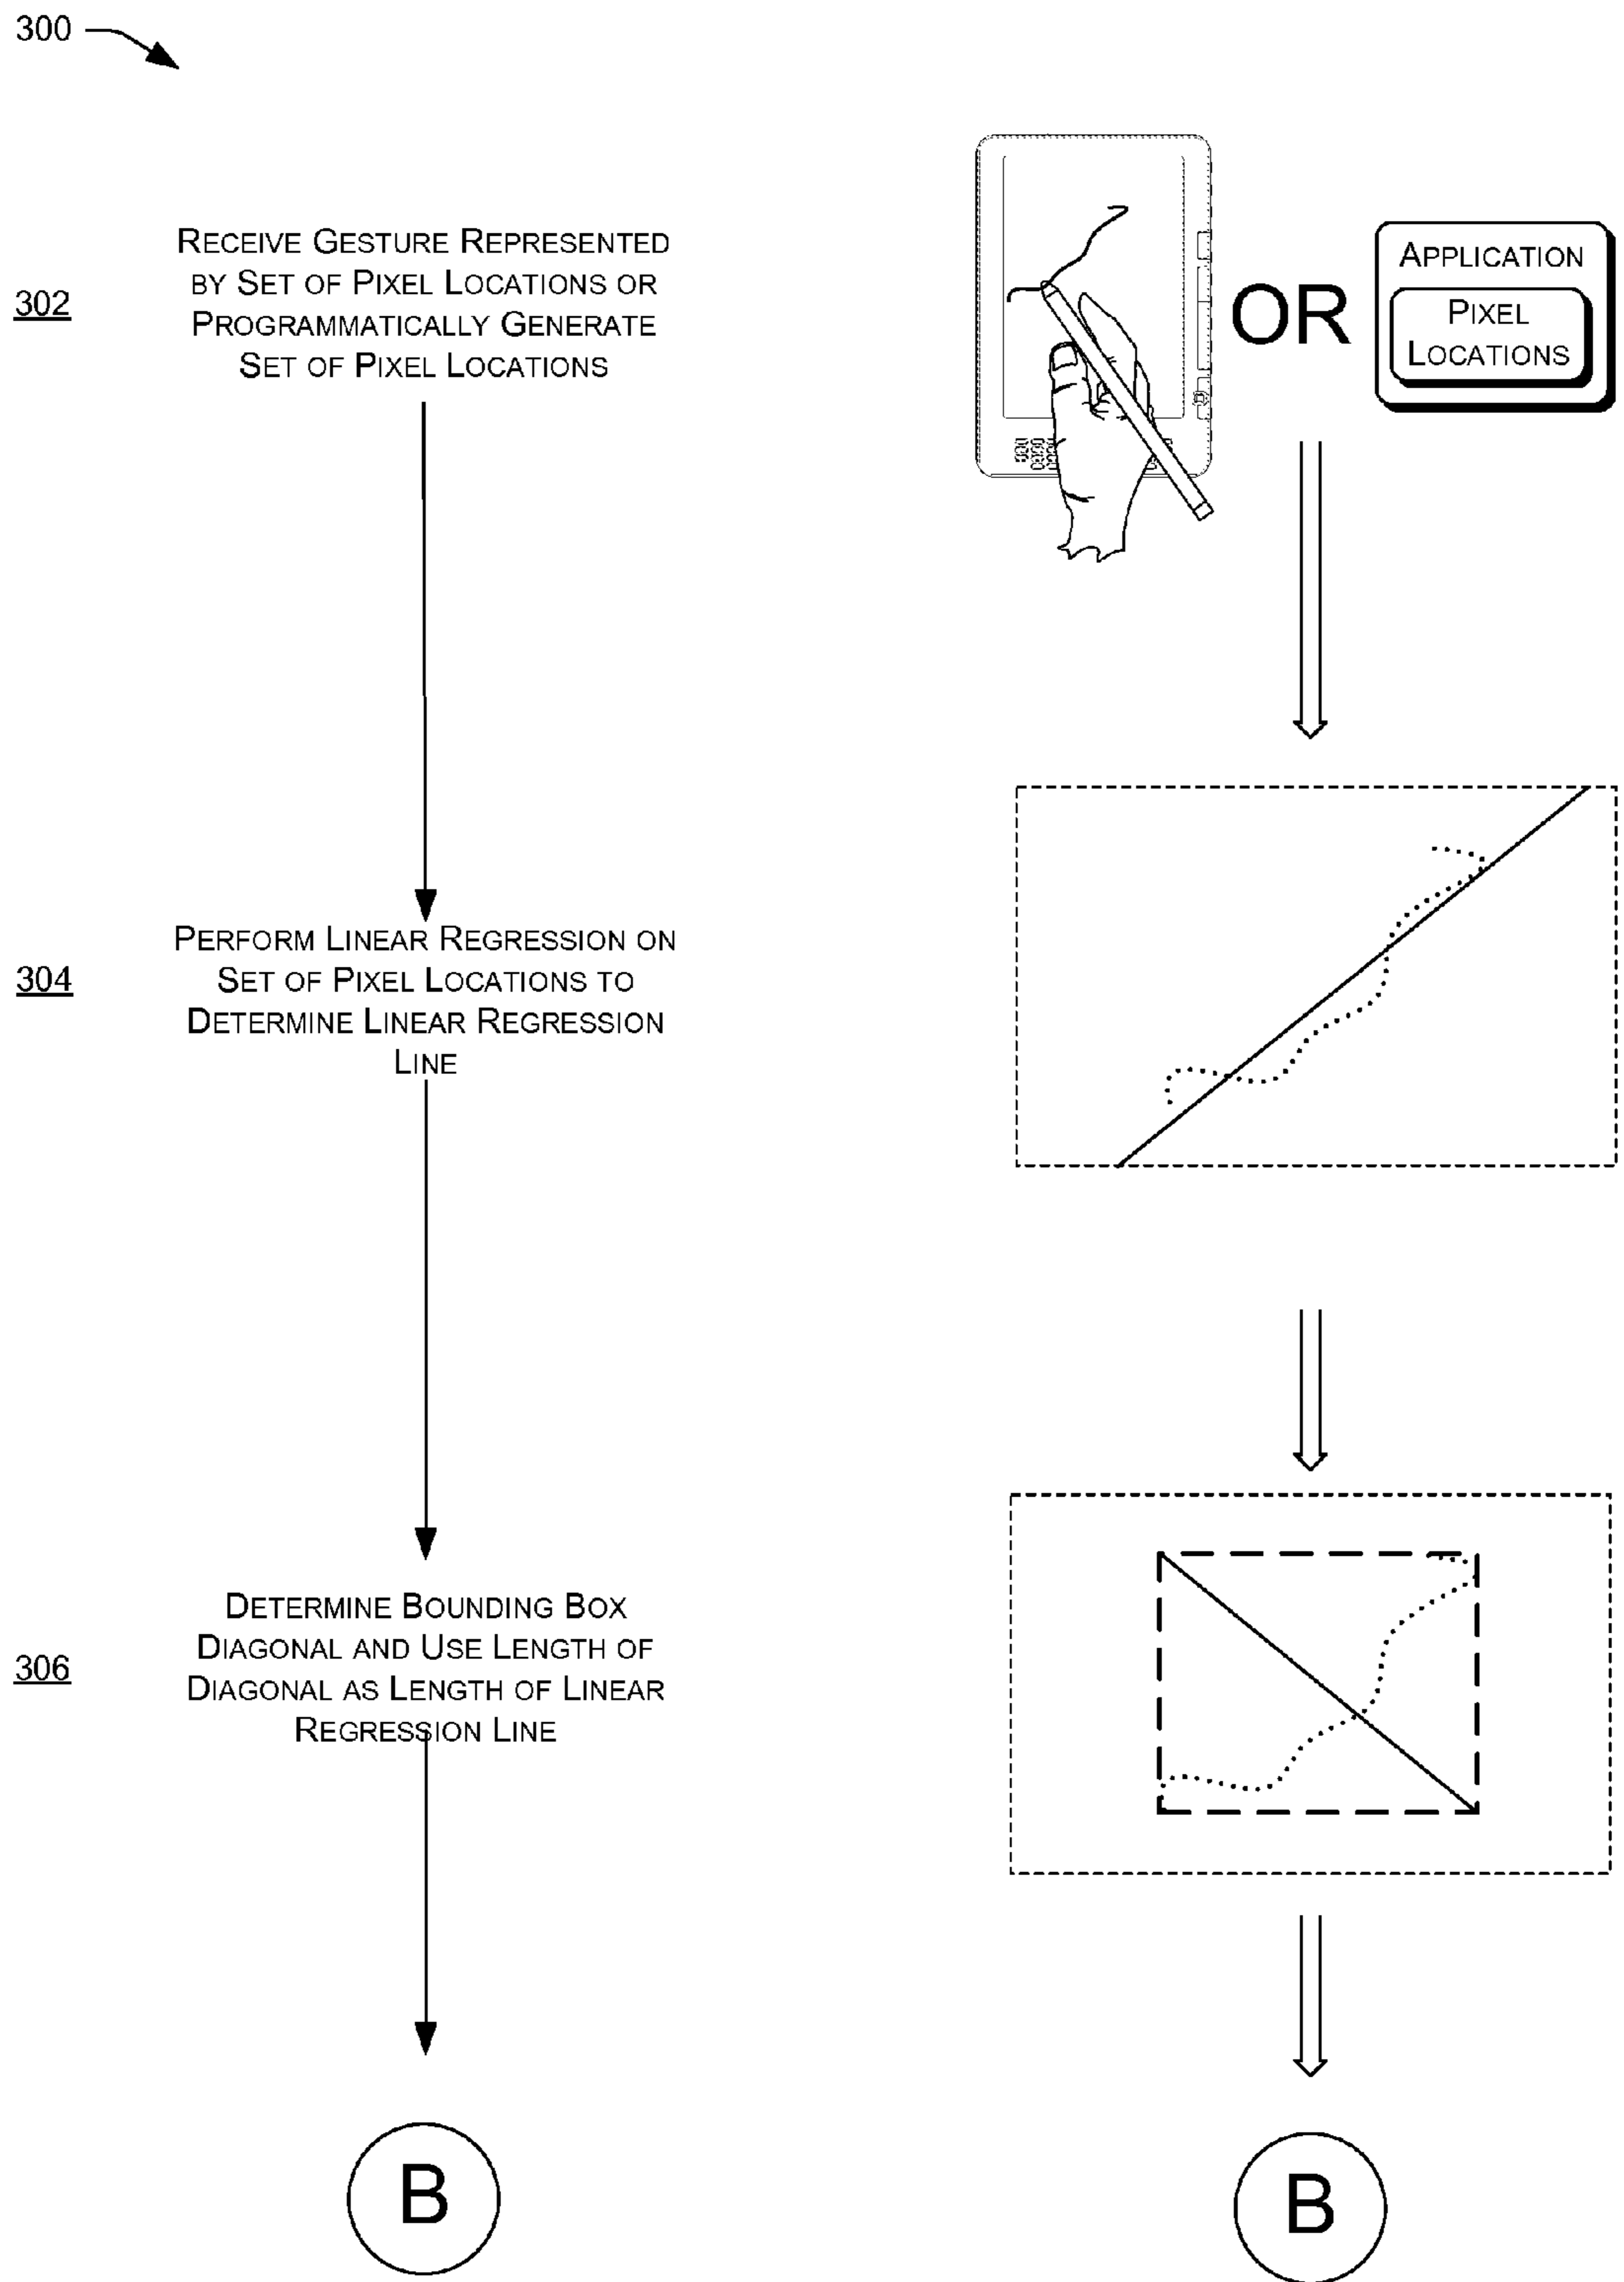 300
302
RECEIVE GESTURE REPRESENTED
BY SET OF PIXEL LOCATIONS OR
PROGRAMMATICALLY GENERATE
SET OF PIXEL LOCATIONS
OR
APPLICATION
PIXEL
LOCATIONS
304
PERFORM LINEAR REGRESSION ON
SET OF PIXEL LOCATIONS TO
DETERMINE LINEAR REGRESSION
LINE
306
DETERMINE BOUNDING BOX
DIAGONAL AND USE LENGTH OF
DIAGONAL AS LENGTH OF LINEAR
REGRESSION LINE
B
B